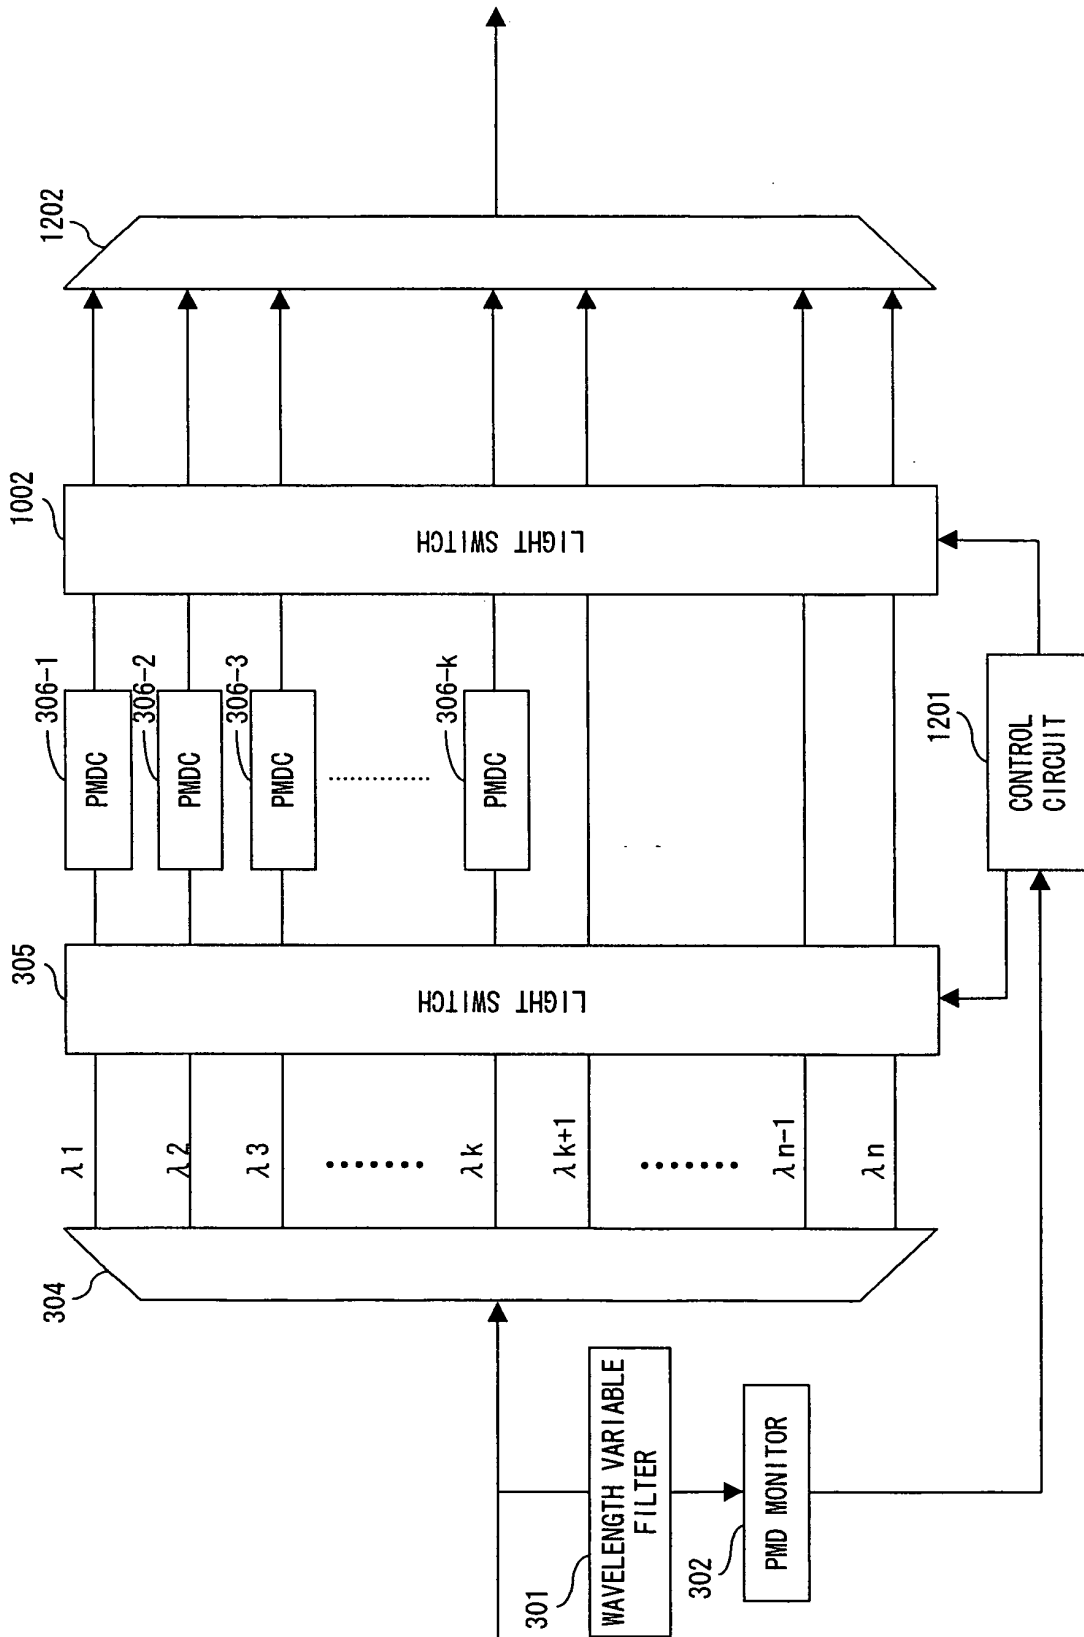 1202
1002
LIGHT SWITCH
306-1
PMDC
306-2
PMDC
306-3
PMDC
306-k
PMDC
1201
CONTROL
CIRCUIT
305
LIGHT SWITCH
λ1
λ2
λ3
λk
λk+1
λn-1
λn
304
301
WAVELENGTH VARIABLE
FILTER
302
PMD MONITOR